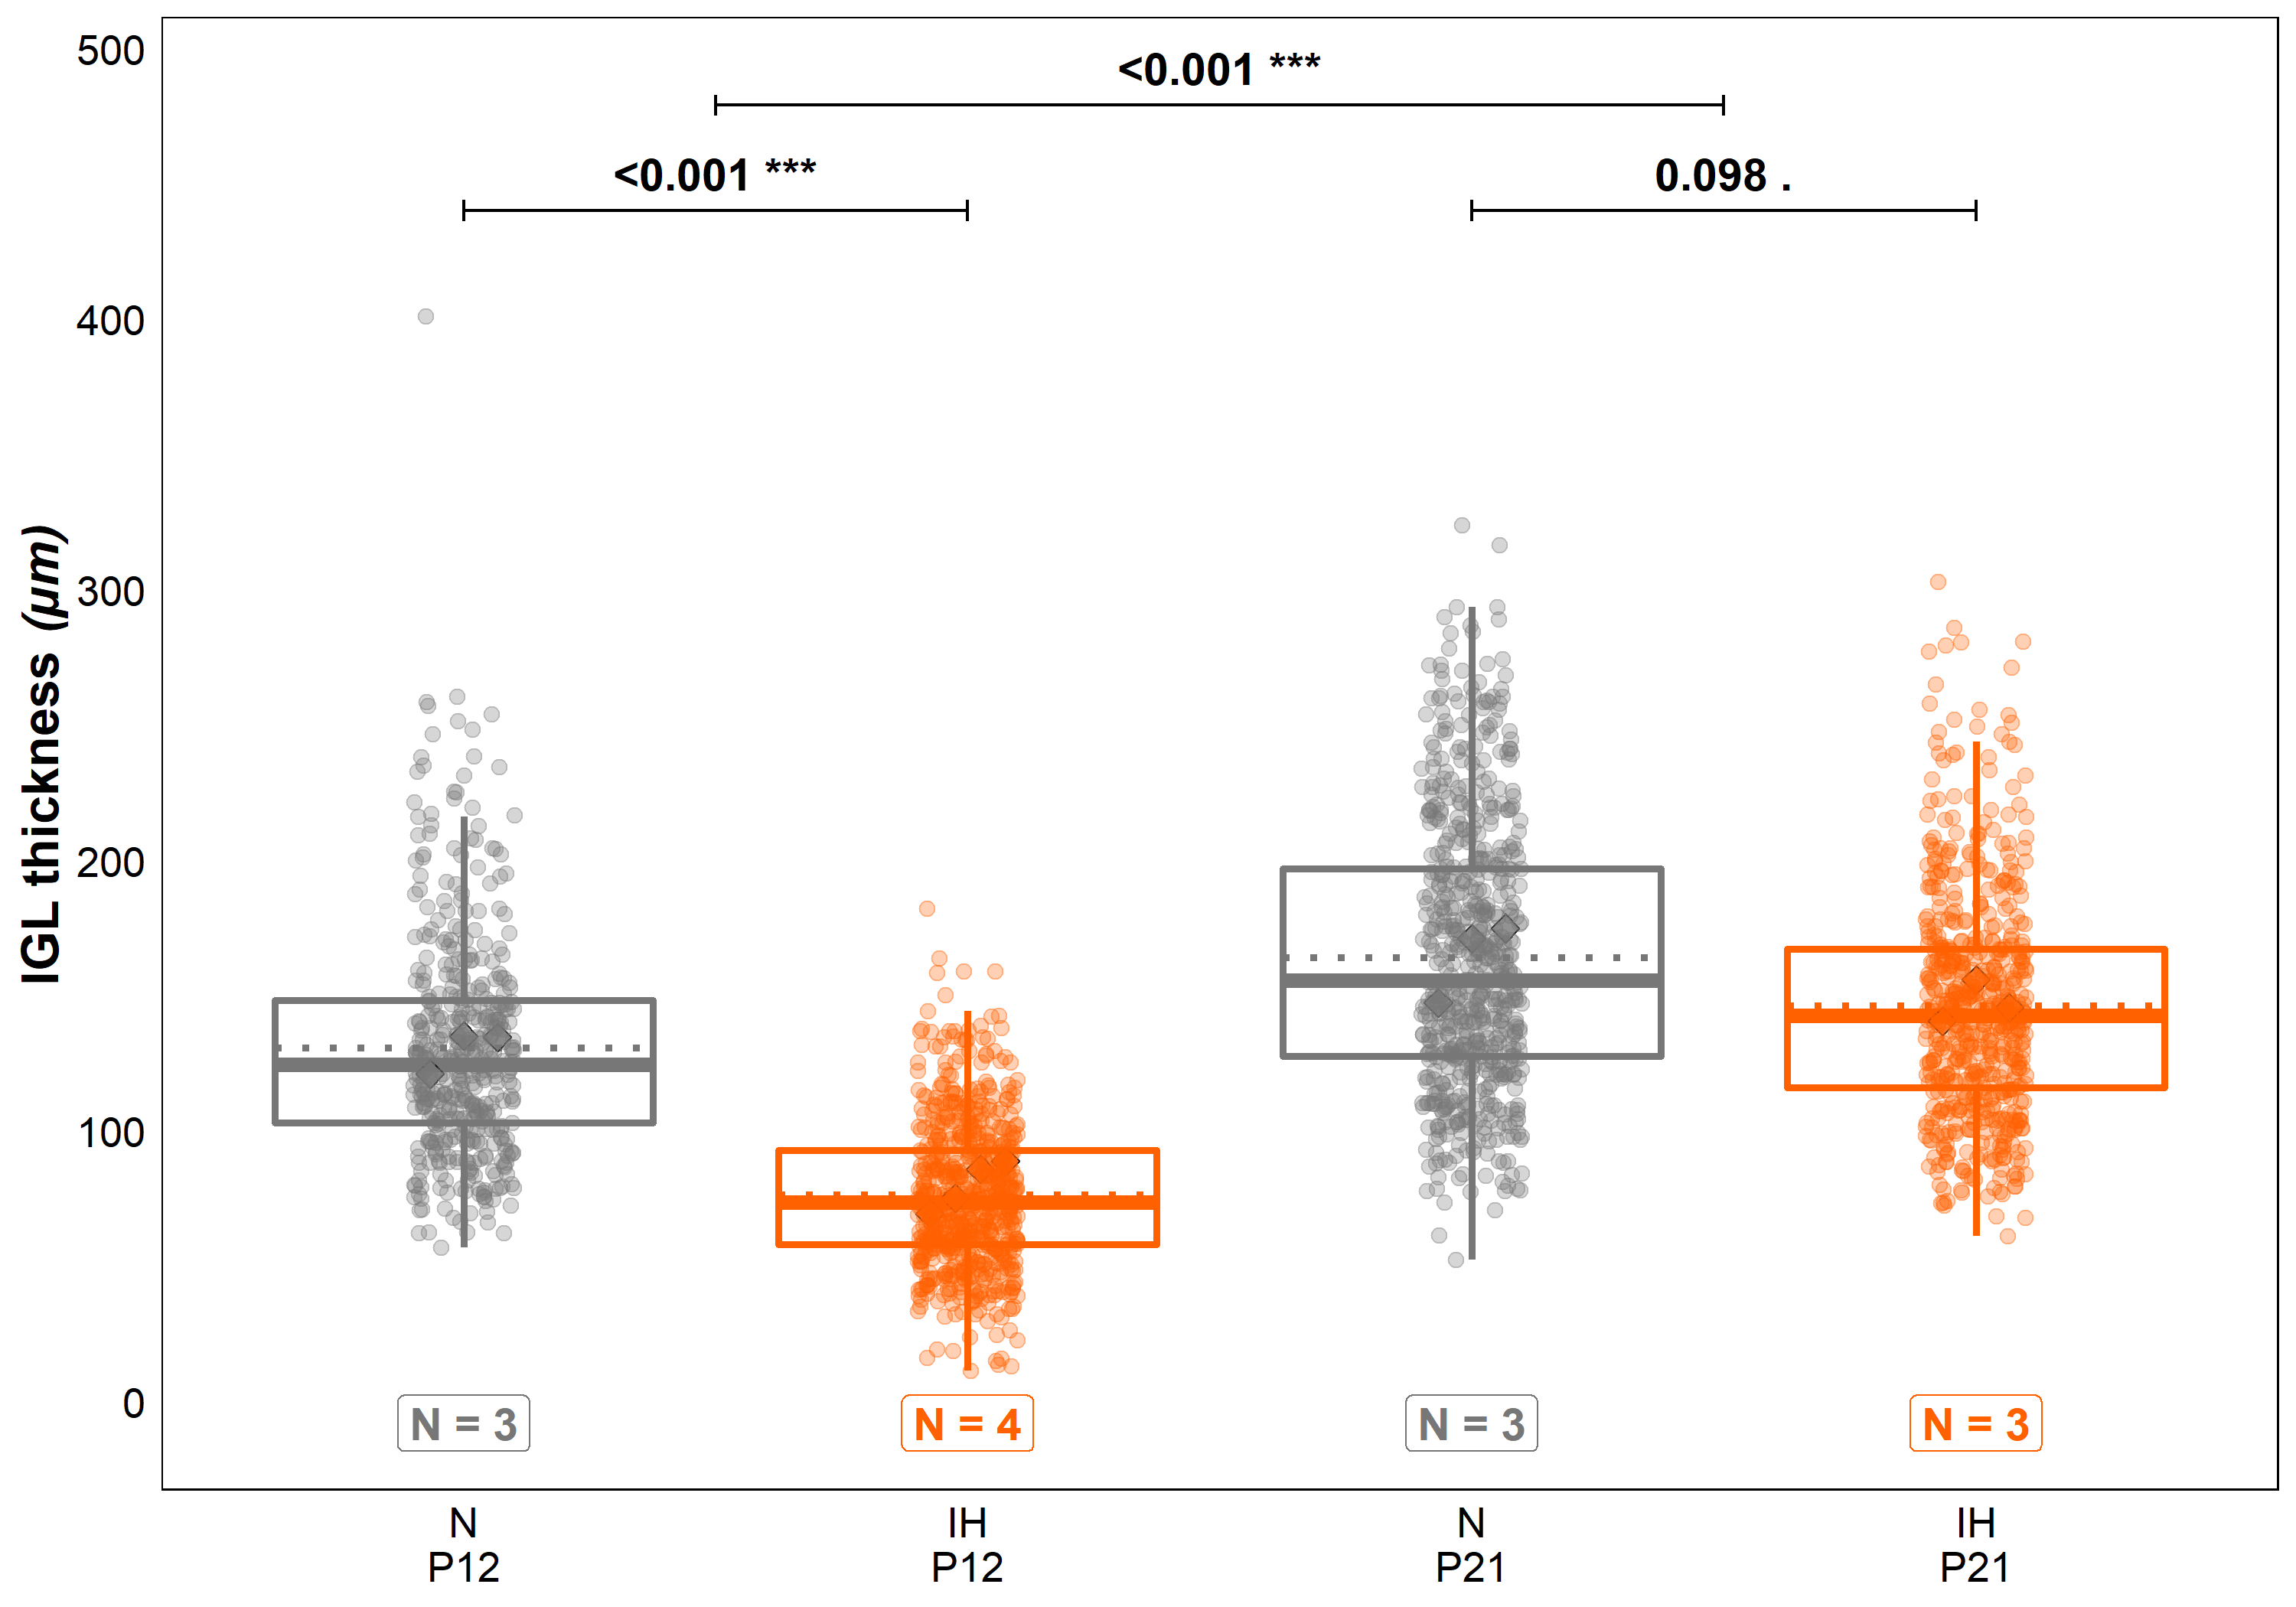 500
<0.001 ***
<0.001 ***
0.098 .
400
300
200
100
0
IGL thickness (µm)
N = 3
N = 4
N = 3
N = 3
N
P12
IH
P12
N
P21
IH
P21